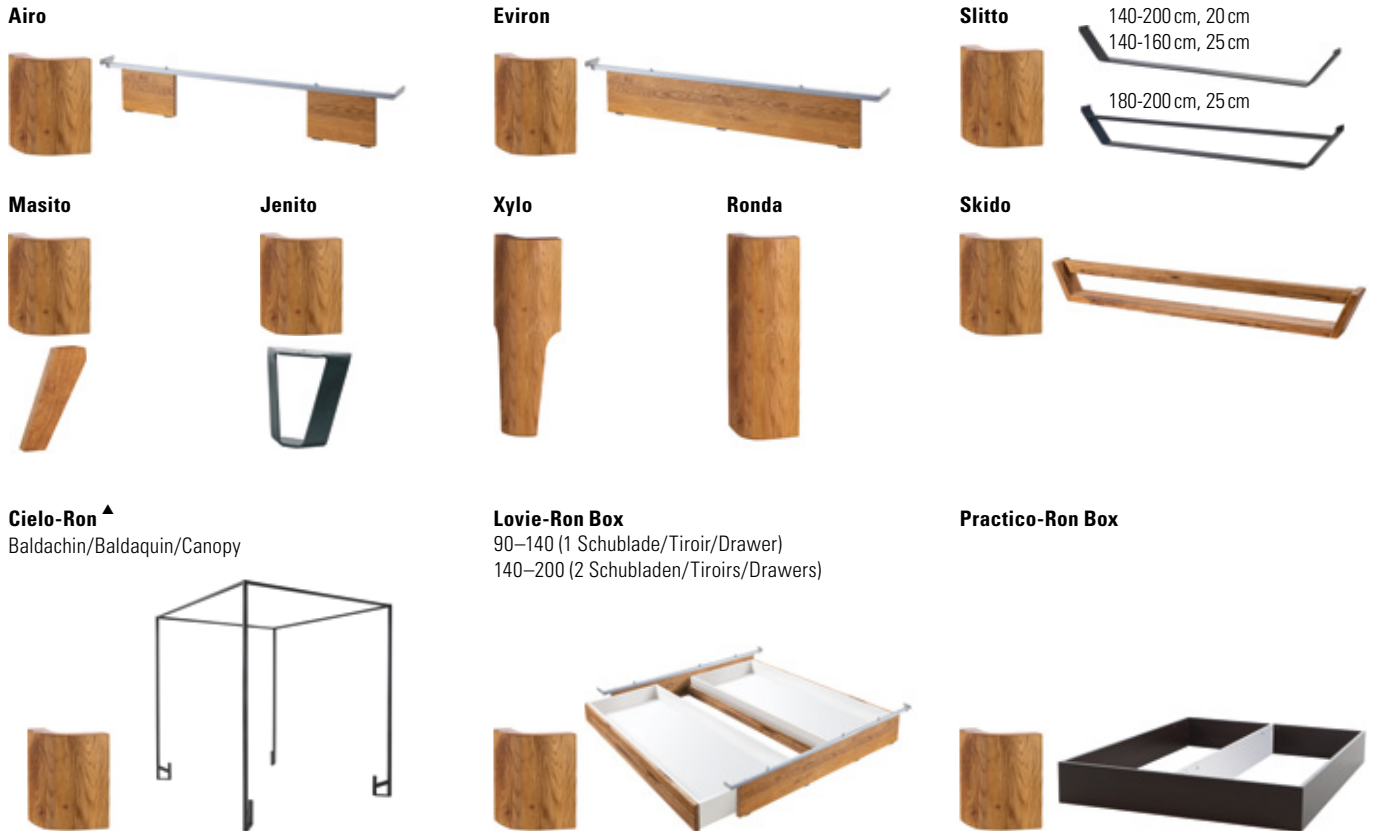 Airo
Eviron
Slitto
140-200 cm, 20 cm
140-160 cm, 25 cm
180-200 cm, 25 cm
Masito
Jenito
Xylo
Ronda
Skido
Cielo-Ron ▲
Baldachin/Baldaquin/Canopy
Lovie-Ron Box
90–140 (1 Schublade/Tiroir/Drawer)
140–200 (2 Schubladen/Tiroirs/Drawers)
Practico-Ron Box